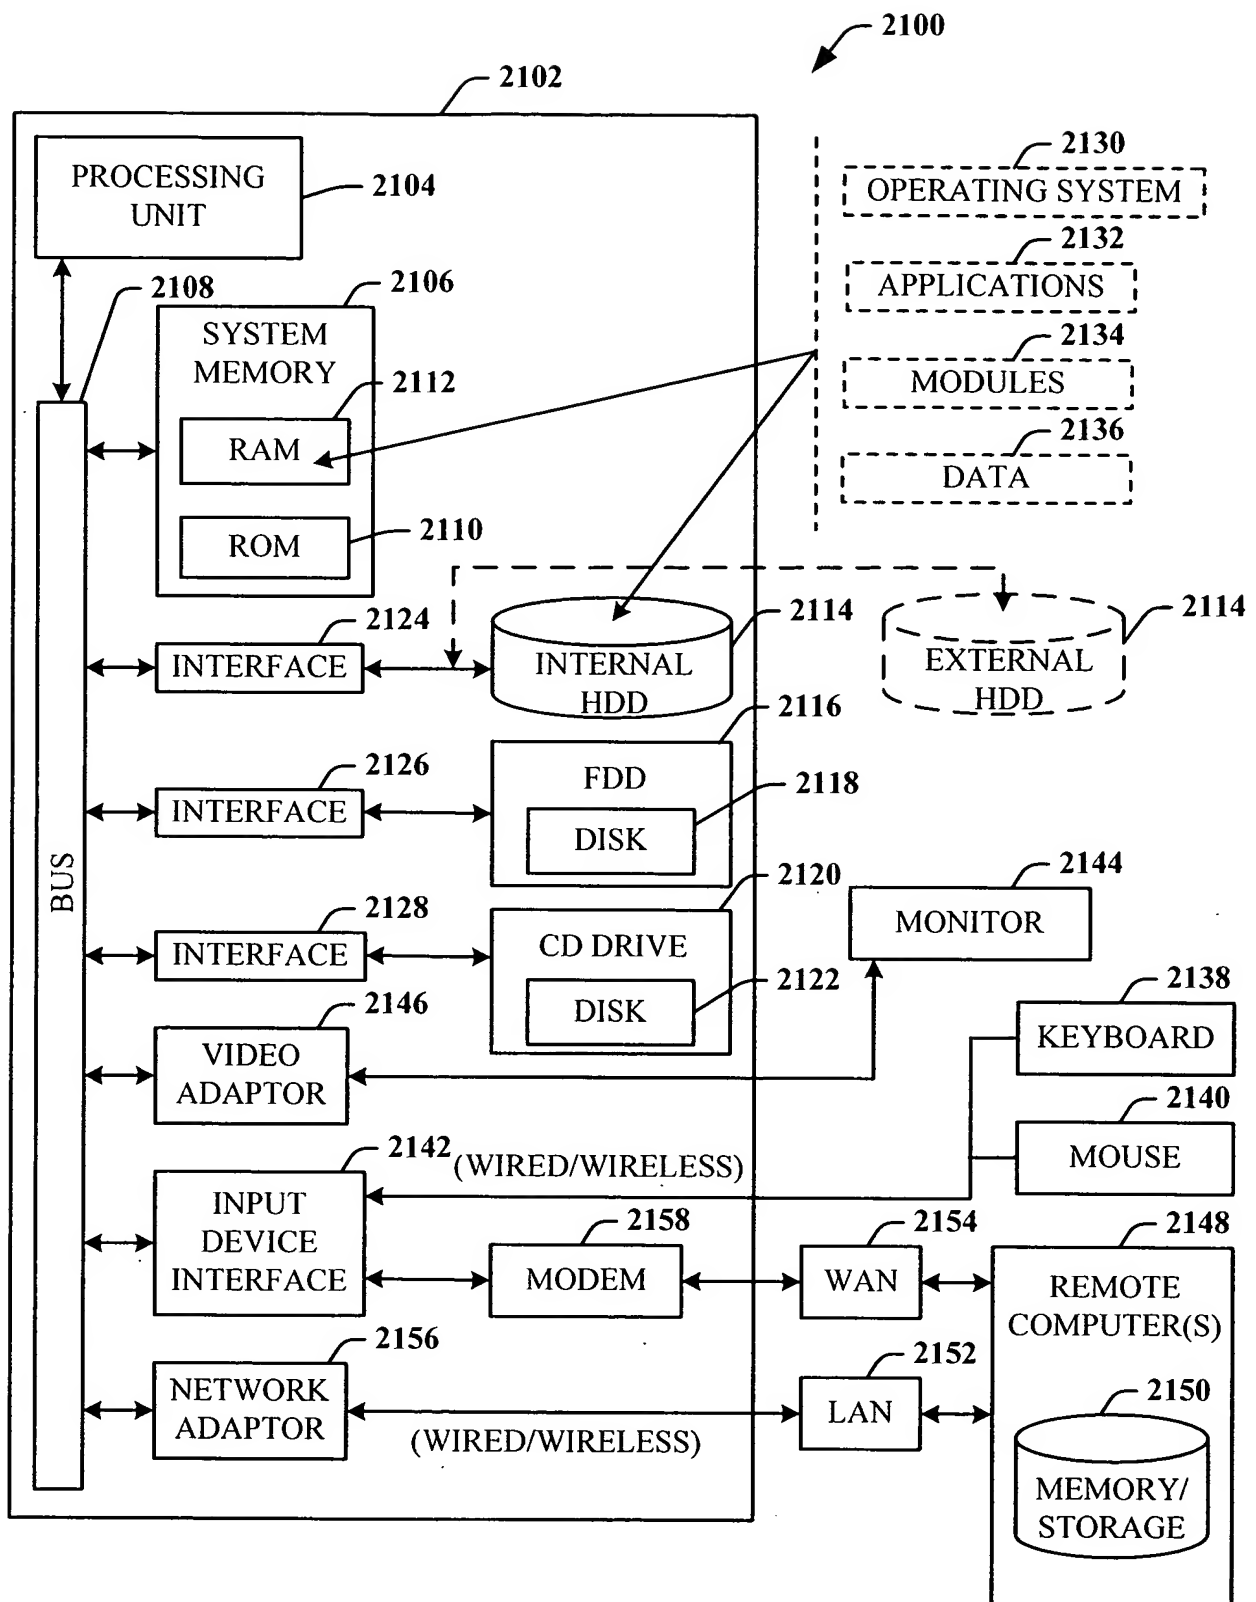 2100
2102
PROCESSING
UNIT
2104
2130
OPERATING SYSTEM
2132
APPLICATIONS
2134
MODULES
2136
DATA
2108
2106
SYSTEM
MEMORY
2112
RAM
2110
ROM
2124
INTERFACE
2114
INTERNAL
HDD
2114
EXTERNAL
HDD
2126
INTERFACE
2116
FDD
2118
DISK
BUS
2128
INTERFACE
2120
CD DRIVE
2122
DISK
2144
MONITOR
2146
VIDEO
ADAPTOR
2138
KEYBOARD
2140
MOUSE
2142
(WIRED/WIRELESS)
INPUT
DEVICE
INTERFACE
2158
MODEM
2154
WAN
2148
REMOTE
COMPUTER(S)
2156
NETWORK
ADAPTOR
(WIRED/WIRELESS)
2152
LAN
2150
MEMORY/
STORAGE